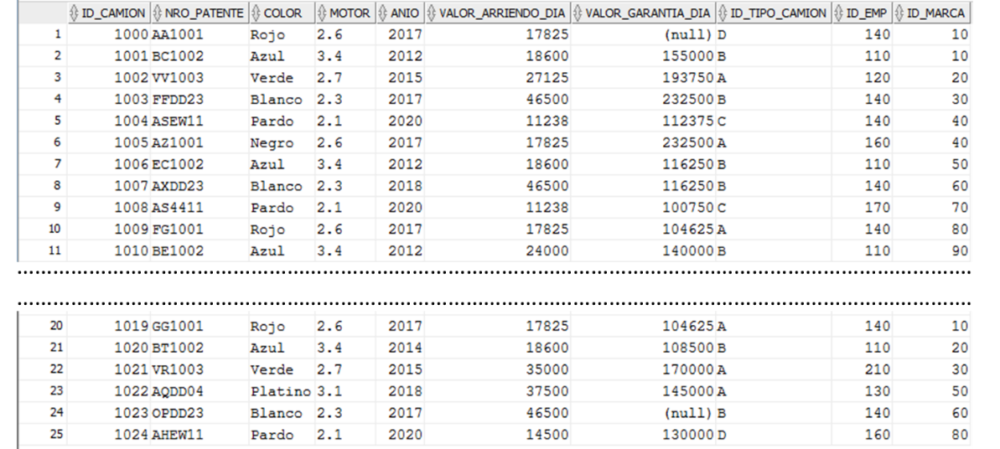 ID_CAMION NRO_PATENTE COLOR MOTOR ANIO VALOR_ARRIENDO_DIA VALOR_GARANTIA_DIA ID_TIPO_CAMION ID_EMP ID_MARCA
1 1000 AA1001 Rojo 2.6 2017 17825 (null) D 140 10
2 1001 BC1002 Azul 3.4 2012 18600 155000 B 110 10
3 1002 VV1003 Verde 2.7 2015 27125 193750 A 120 20
4 1003 FFDD23 Blanco 2.3 2017 46500 232500 B 140 30
5 1004 ASEW11 Pardo 2.1 2020 11238 112375 C 140 40
6 1005 AZ1001 Negro 2.6 2017 17825 232500 A 160 40
7 1006 EC1002 Azul 3.4 2012 18600 116250 B 110 50
8 1007 AXDD23 Blanco 2.3 2018 46500 116250 B 140 60
9 1008 AS4411 Pardo 2.1 2020 11238 100750 C 170 70
10 1009 FG1001 Rojo 2.6 2017 17825 104625 A 140 80
11 1010 BE1002 Azul 3.4 2012 24000 140000 B 110 90
20 1019 GG1001 Rojo 2.6 2017 17825 104625 A 140 10
21 1020 BT1002 Azul 3.4 2014 18600 108500 B 110 20
22 1021 VR1003 Verde 2.7 2015 35000 170000 A 210 30
23 1022 AQDD04 Platino 3.1 2018 37500 145000 A 130 50
24 1023 OPDD23 Blanco 2.3 2017 46500 (null) B 140 60
25 1024 AHEW11 Pardo 2.1 2020 14500 130000 D 160 80